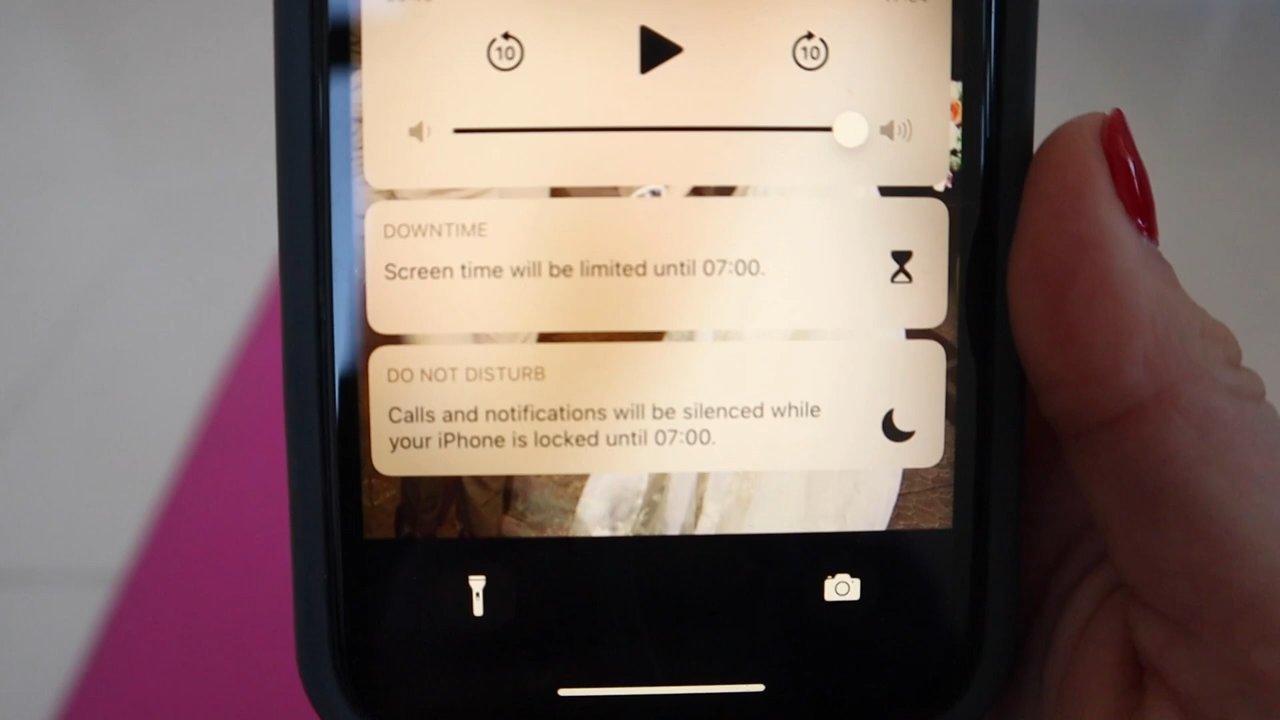 10
10
DOWNTIME
Screen time will be limited until 07:00.
DO NOT DISTURB
Calls and notifications will be silenced while
your iPhone is locked until 07:00.